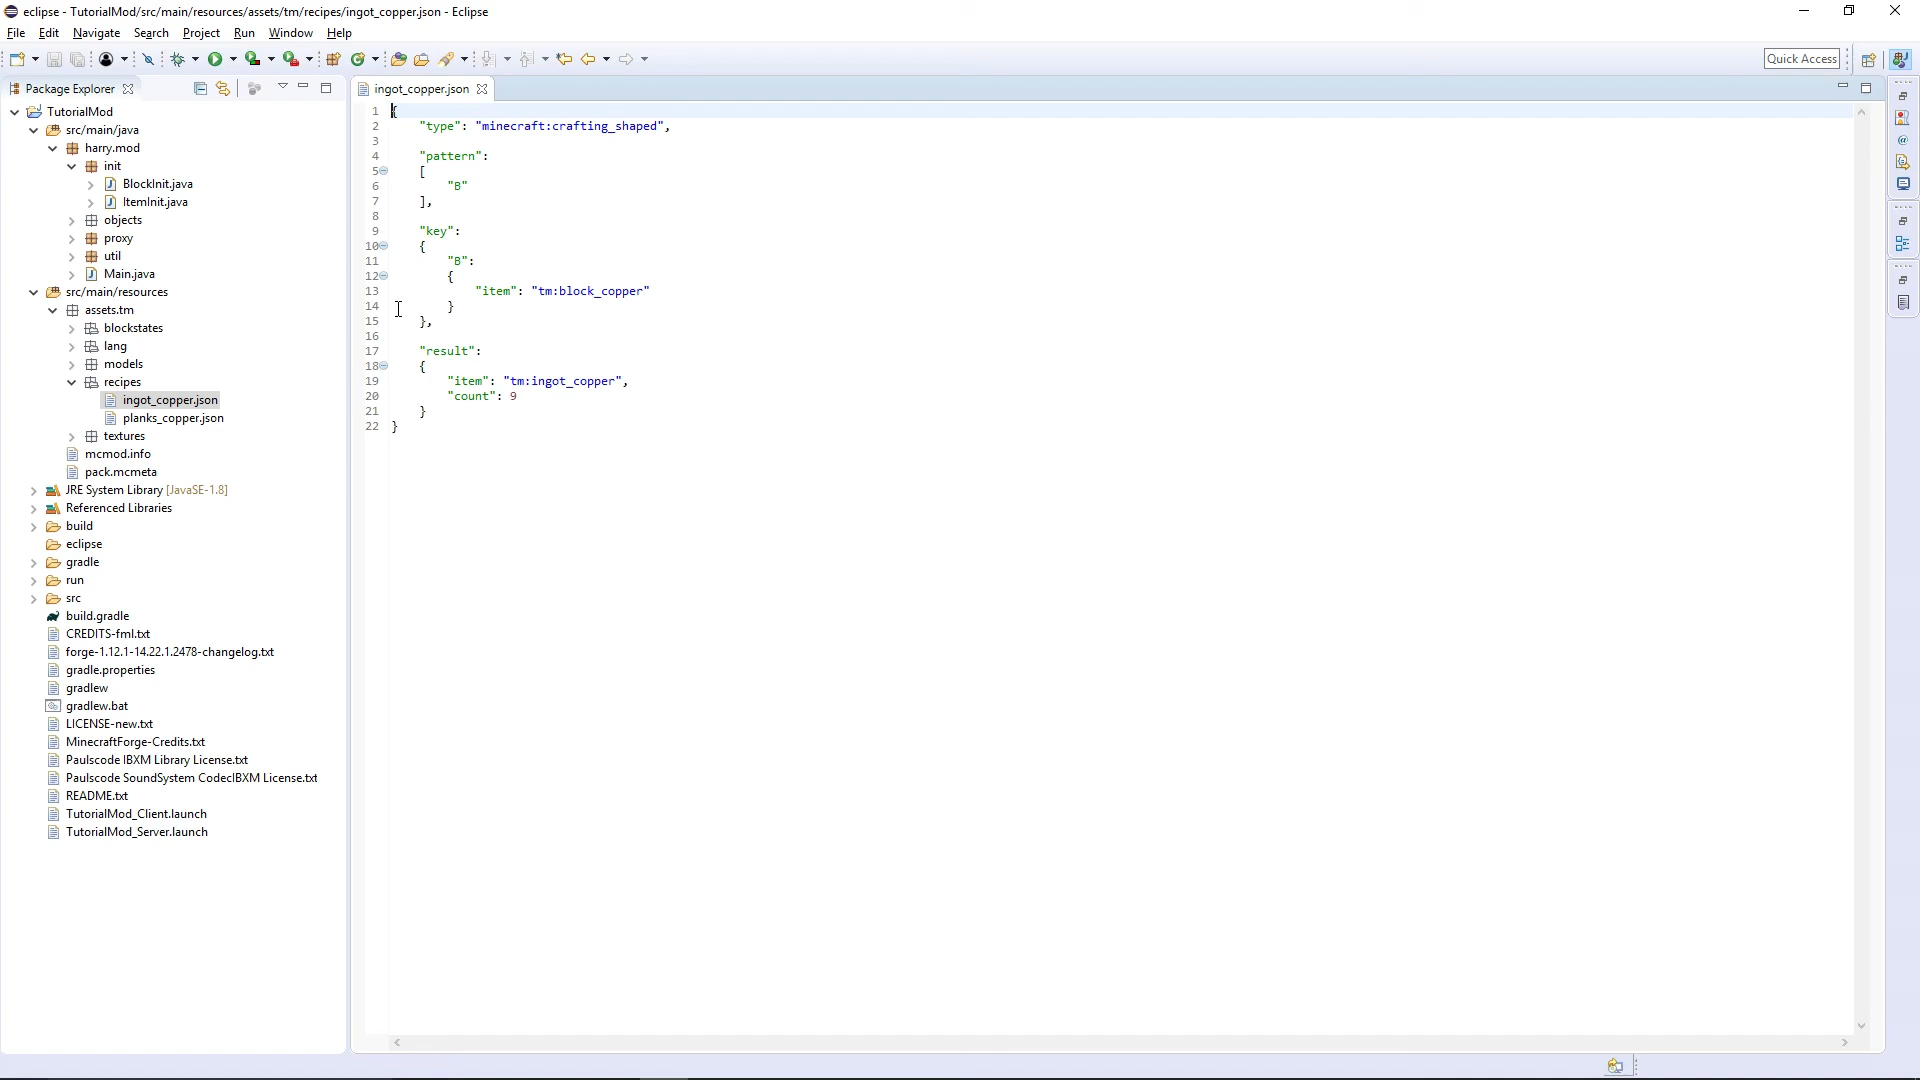 eclipse - TutorialMod/src/main/resources/assets/tm/recipes/ingot_copper.json - Eclipse
File Edit Navigate Search Project Run Window Help
Quick Access
Package Explorer
TutorialMod
src/main/java
harry.mod
init
BlockInit.java
ItemInit.java
objects
proxy
util
Main.java
src/main/resources
assets.tm
blockstates
lang
models
recipes
ingot_copper.json
planks_copper.json
textures
mcmod.info
pack.mcmeta
JRE System Library [JavaSE-1.8]
Referenced Libraries
build
eclipse
gradle
run
src
build.gradle
CREDITS-fml.txt
forge-1.12.1-14.22.1.2478-changelog.txt
gradle.properties
gradlew
gradlew.bat
LICENSE-new.txt
MinecraftForge-Credits.txt
Paulscode IBXM Library License.txt
Paulscode SoundSystem CodecIBXM License.txt
README.txt
TutorialMod_Client.launch
TutorialMod_Server.launch
ingot_copper.json
1 {
2 "type": "minecraft:crafting_shaped",
3
4 "pattern":
5 [
6 "B"
7 ],
8
9 "key":
10 {
11 "B":
12 {
13 "item": "tm:block_copper"
14 }
15 },
16
17 "result":
18 {
19 "item": "tm:ingot_copper",
20 "count": 9
21 }
22 }